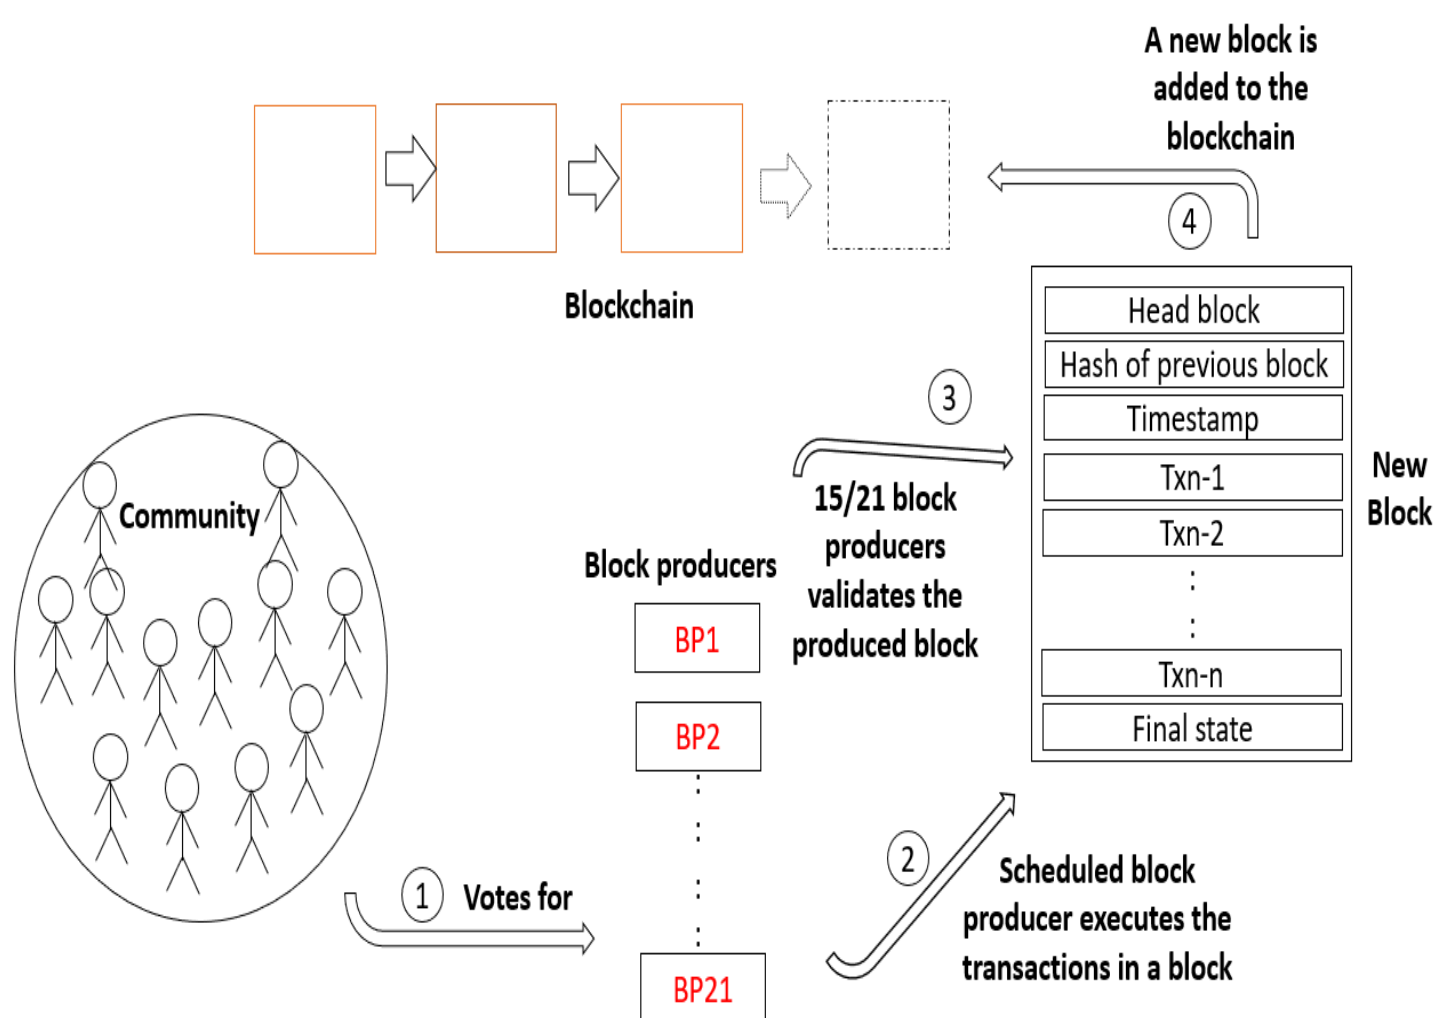 A new block is
added to the
blockchain
4
Blockchain
Head block
Hash of previous block
Timestamp
Txn-1
Txn-2
:
:
Txn-n
Final state
New
Block
3
15/21 block
producers
validates the
produced block
Community
Block producers
BP1
BP2
:
:
BP21
1
Votes for
2
Scheduled block
producer executes the
transactions in a block